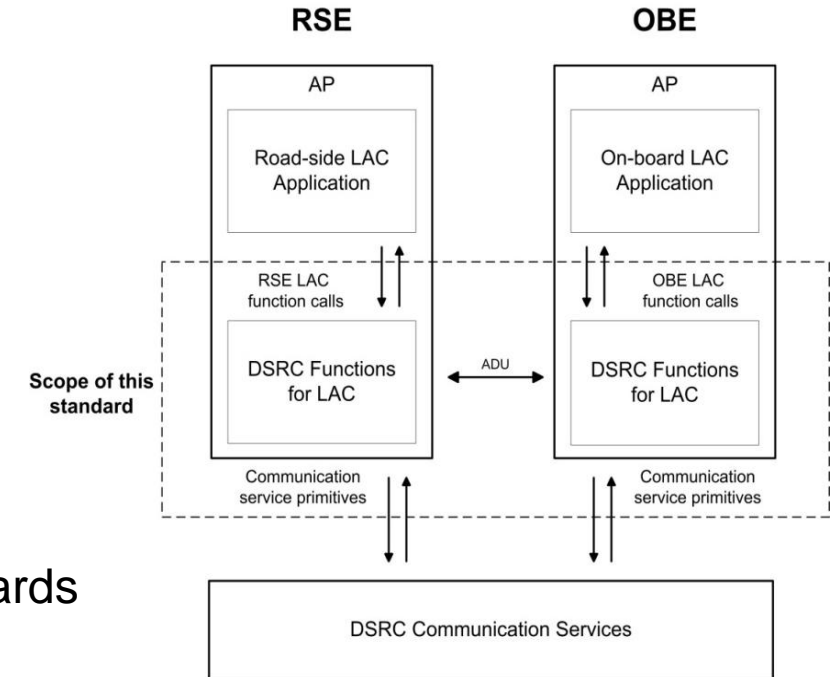 RSE
OBE
AP
AP
Road-side LAC
Application
On-board LAC
Application
RSE LAC
function calls
OBE LAC
function calls
Scope of this
standard
DSRC Functions
for LAC
ADU
DSRC Functions
for LAC
Communication
service primitives
Communication
service primitives
ards
DSRC Communication Services